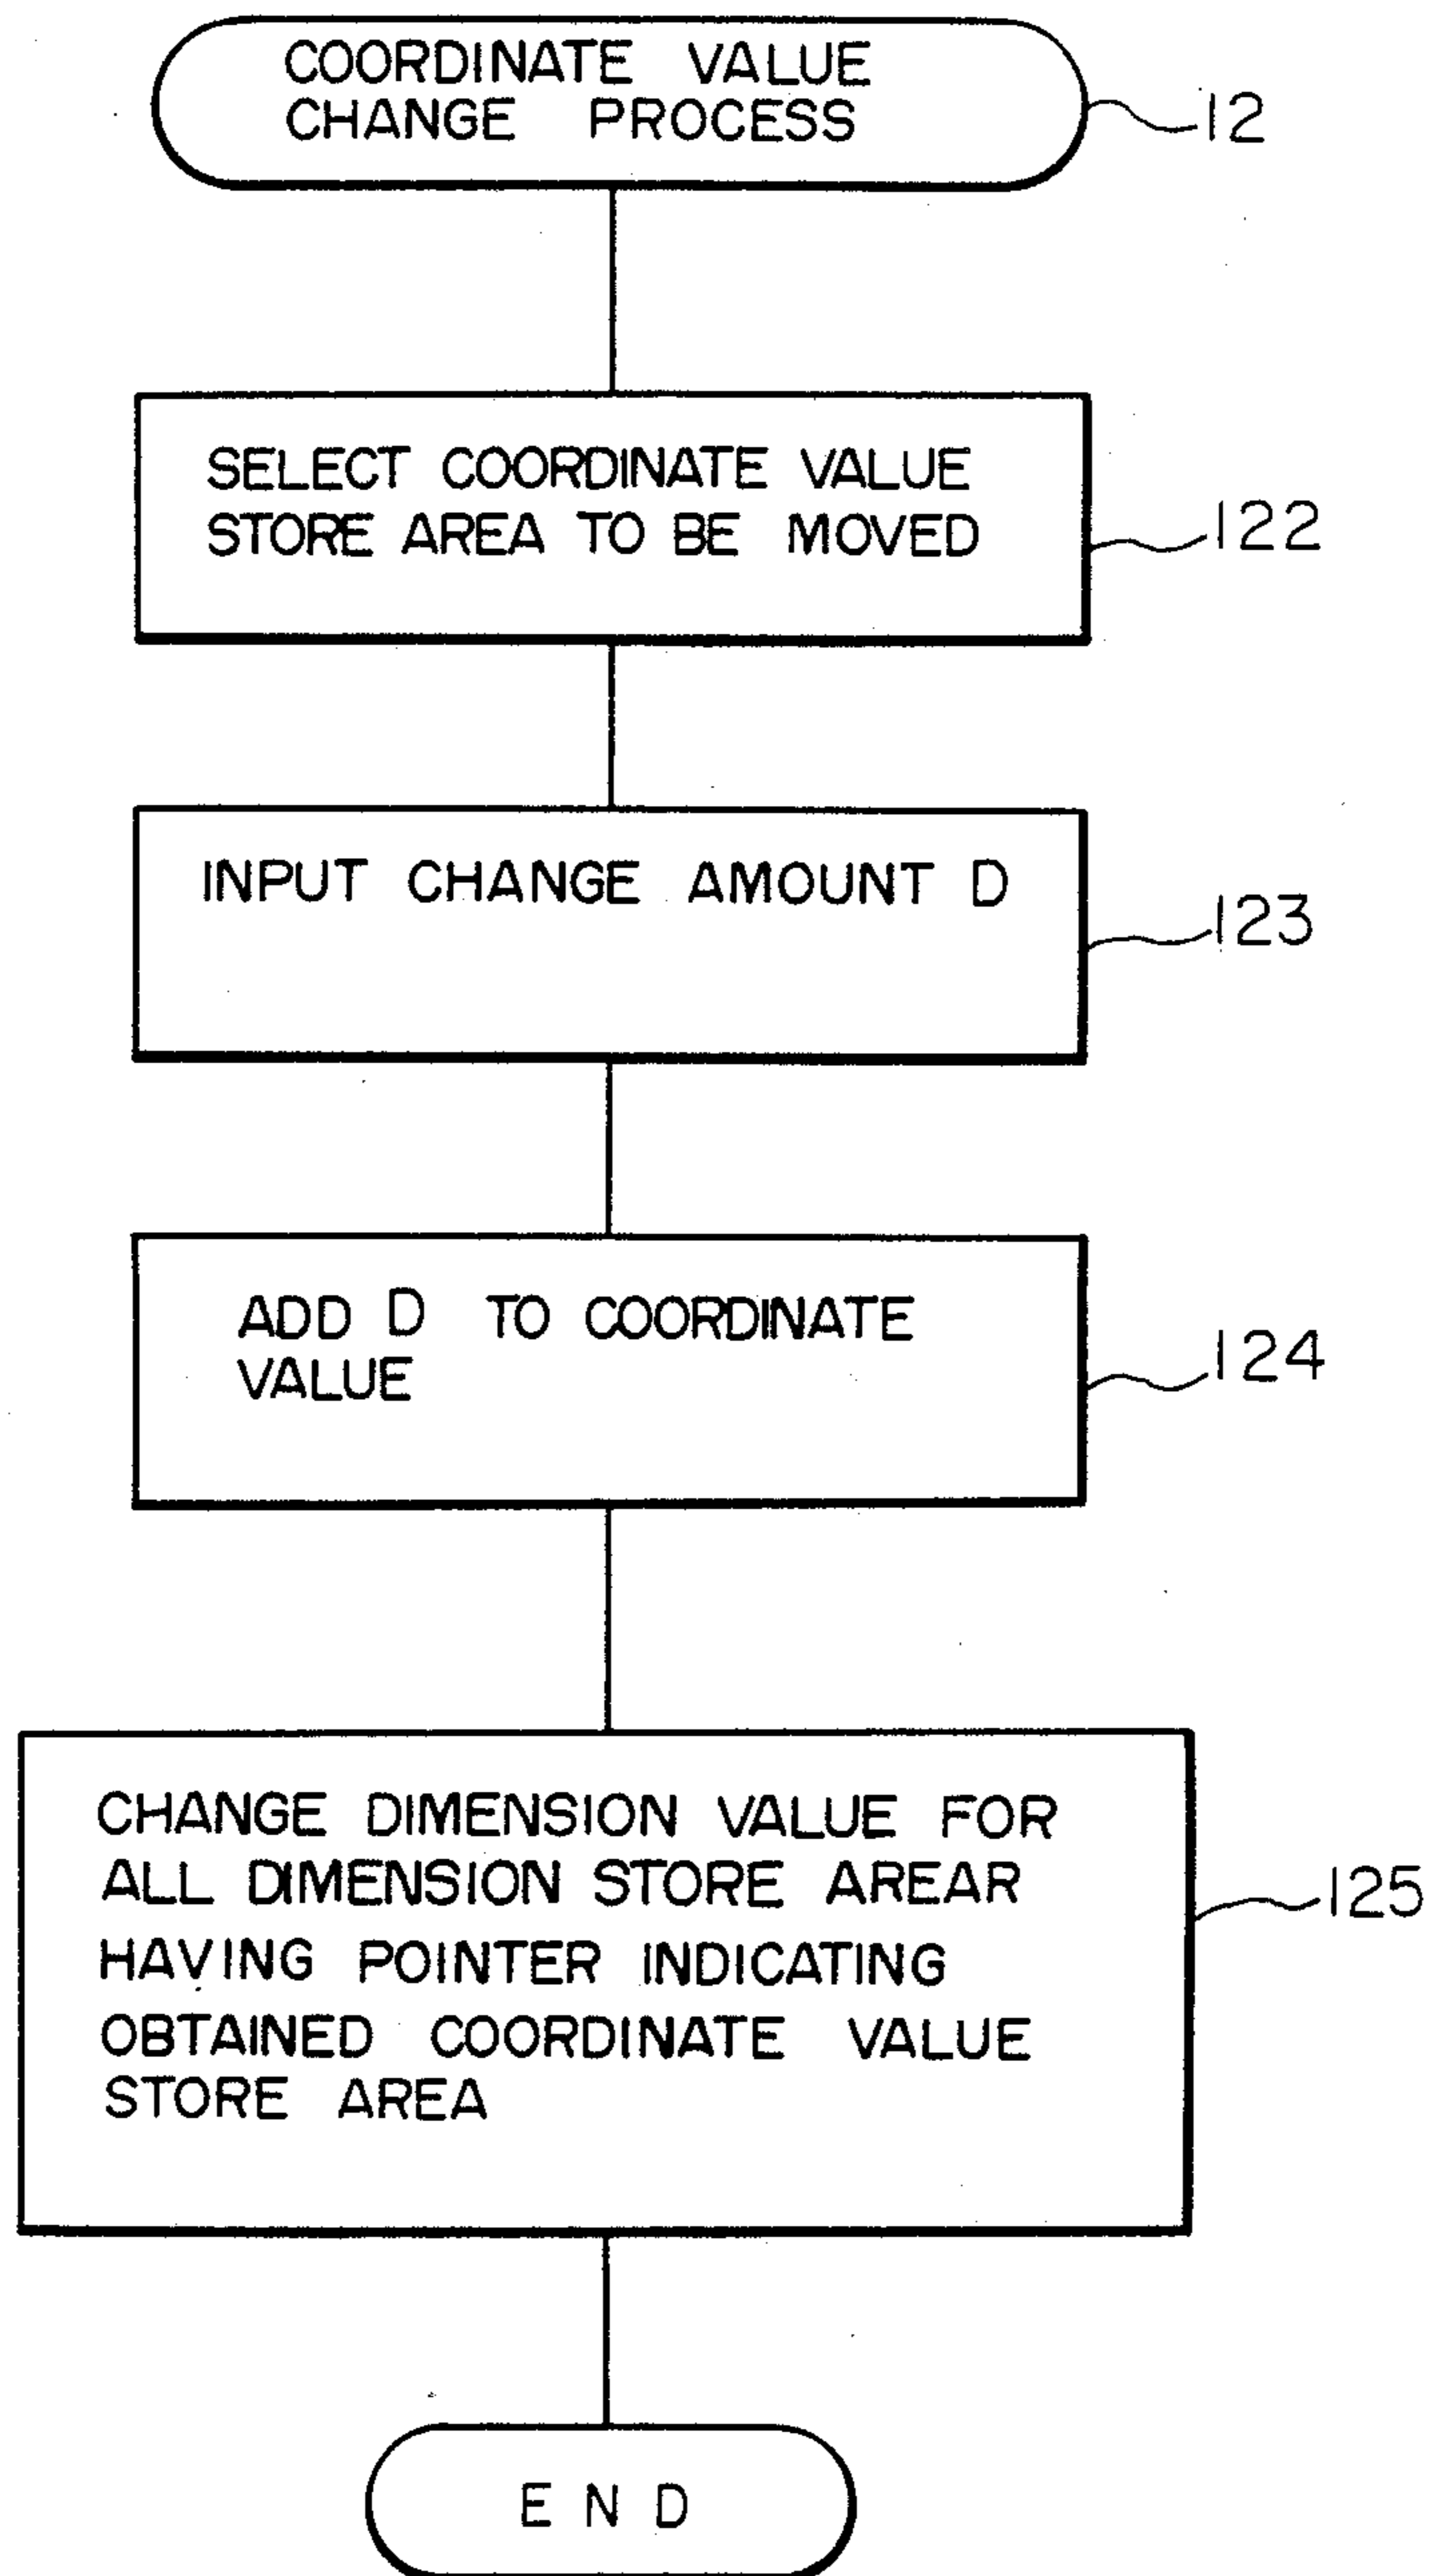 COORDINATE VALUE
CHANGE PROCESS
12
SELECT COORDINATE VALUE
STORE AREA TO BE MOVED
122
INPUT CHANGE AMOUNT D
123
ADD D TO COORDINATE
VALUE
124
CHANGE DIMENSION VALUE FOR
ALL DIMENSION STORE AREAR
HAVING POINTER INDICATING
OBTAINED COORDINATE VALUE
STORE AREA
125
END